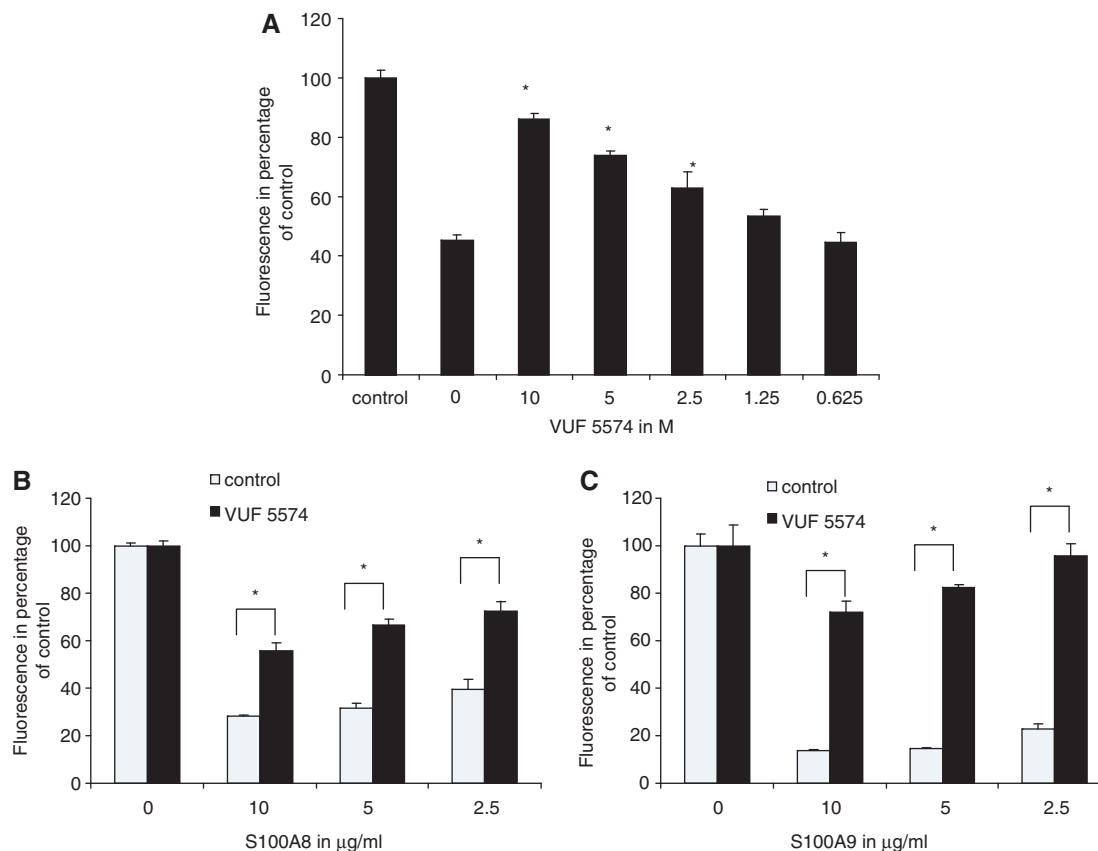 A
120
100
80
60
40
20
0
Fluorescence in percentage
of control
*
*
*
control 0 10 5 2.5 1.25 0.625
VUF 5574 in M
B
control
VUF 5574
120
100
80
60
40
20
0
Fluorescence in percentage
of control
*
*
*
0 10 5 2.5
S100A8 in μg/ml
C
control
VUF 5574
120
100
80
60
40
20
0
Fluorescence in percentage
of control
*
*
*
0 10 5 2.5
S100A9 in μg/ml